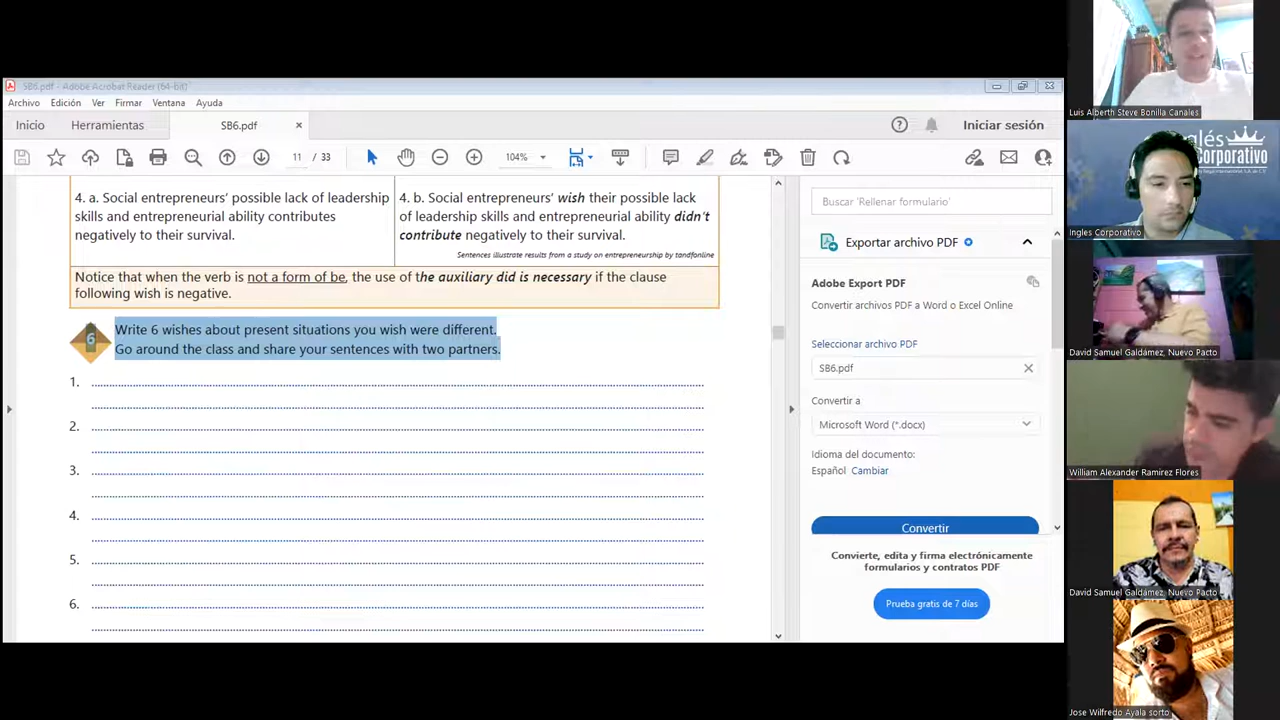 SB6.pdf - Adobe Acrobat Reader (64-bit)
Archivo Edición Ver Firmar Ventana Ayuda
Inicio Herramientas SB6.pdf × Iniciar sesión
11 / 33 104%
4. a. Social entrepreneurs’ possible lack of leadership
skills and entrepreneurial ability contributes
negatively to their survival.
4. b. Social entrepreneurs’ wish their possible lack
of leadership skills and entrepreneurial ability didn’t
contribute negatively to their survival.
Sentences illustrate results from a study on entrepreneurship by tandfonline
Notice that when the verb is not a form of be, the use of the auxiliary did is necessary if the clause
following wish is negative.
6
Write 6 wishes about present situations you wish were different.
Go around the class and share your sentences with two partners.
1.
2.
3.
4.
5.
6.
Buscar 'Rellenar formulario'
Exportar archivo PDF
Adobe Export PDF
Convertir archivos PDF a Word o Excel Online
Seleccionar archivo PDF
SB6.pdf
Convertir a
Microsoft Word (*.docx)
Idioma del documento:
Español Cambiar
Convertir
Convierte, edita y firma electrónicamente
formularios y contratos PDF
Prueba gratis de 7 días
Luis Alberth Steve Bonilla Canales
Ingles Corporativo
David Samuel Galdámez, Nuevo Pacto
William Alexander Ramirez Flores
David Samuel Galdámez, Nuevo Pacto
Jose Wilfredo Ayala sorto